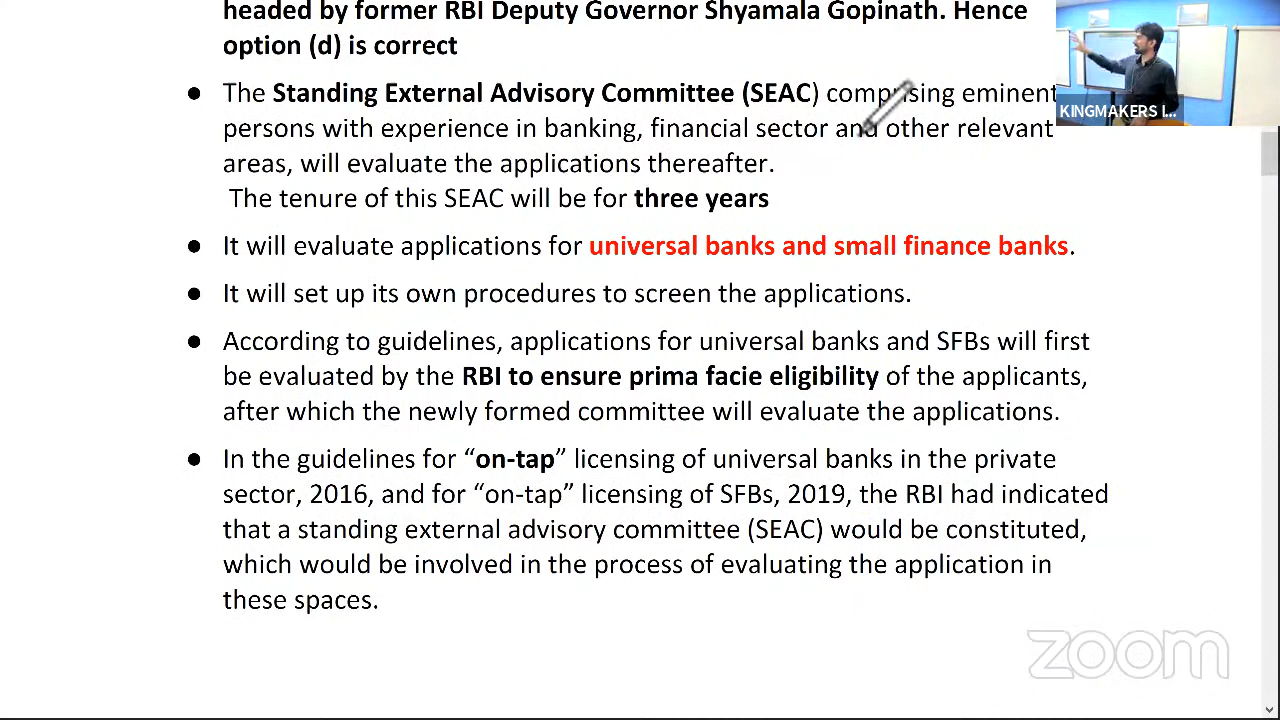 headed by former RBI Deputy Governor Shyamala Gopinath. Hence
option (d) is correct
● The Standing External Advisory Committee (SEAC) comprising eminent
persons with experience in banking, financial sector and other relevant
areas, will evaluate the applications thereafter.
The tenure of this SEAC will be for three years
● It will evaluate applications for universal banks and small finance banks.
● It will set up its own procedures to screen the applications.
● According to guidelines, applications for universal banks and SFBs will first
be evaluated by the RBI to ensure prima facie eligibility of the applicants,
after which the newly formed committee will evaluate the applications.
● In the guidelines for “on-tap” licensing of universal banks in the private
sector, 2016, and for “on-tap” licensing of SFBs, 2019, the RBI had indicated
that a standing external advisory committee (SEAC) would be constituted,
which would be involved in the process of evaluating the application in
these spaces.
KINGMAKERS I...
zoom